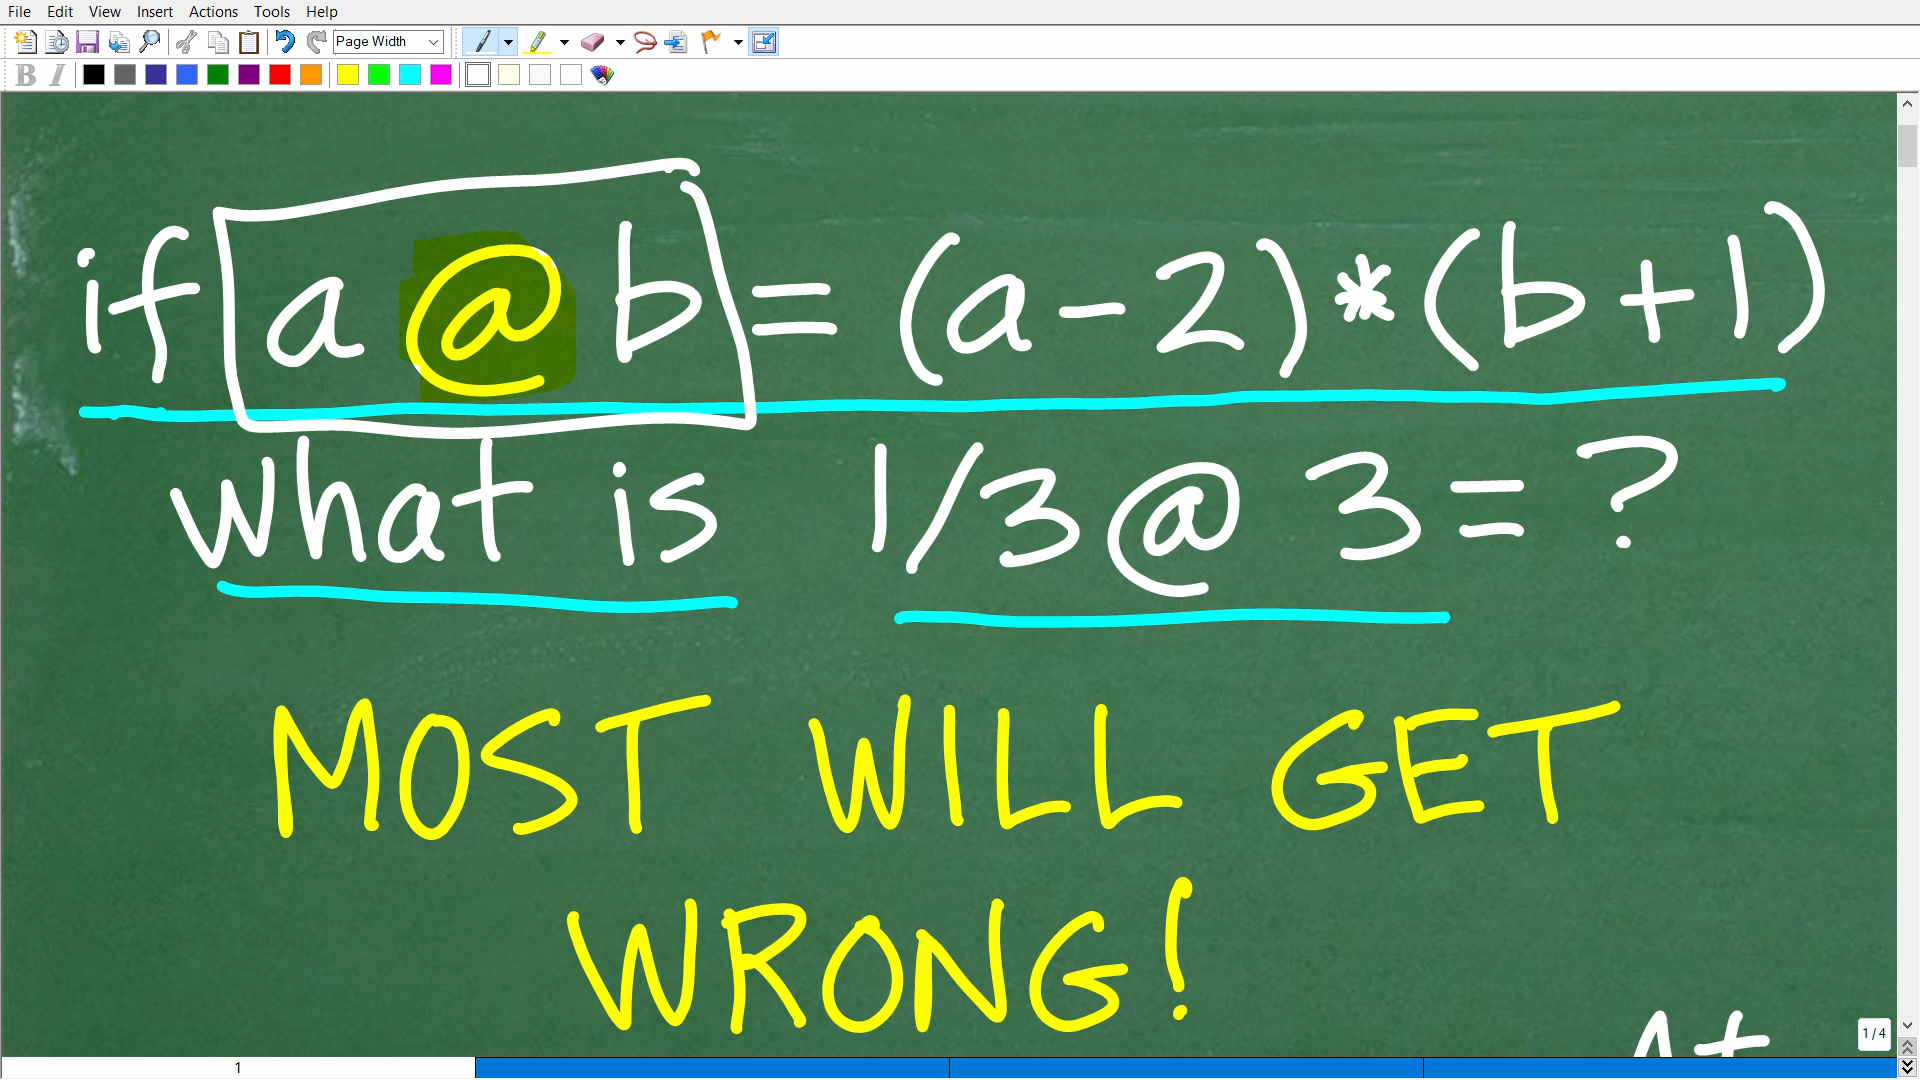 File Edit View Insert Actions Tools Help
Page Width
B I
if a @ b = (a-2)*(b+1)
what is 1/3 @ 3 = ?
MOST WILL GET
WRONG!
1/4
1